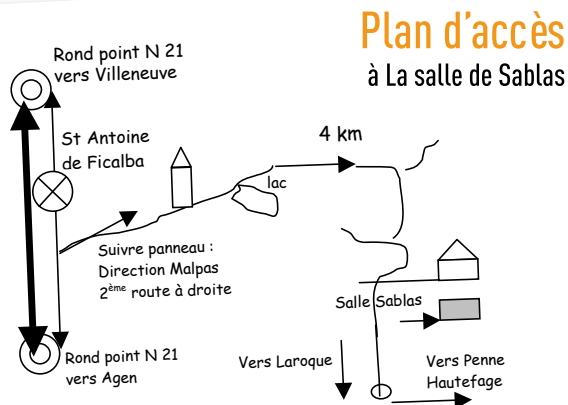 Plan d'accès
à La salle de Sablas
Rond point N 21
vers Villeneuve
St Antoine
de Ficalba
4 km
lac
Suivre panneau :
Direction Malpas
2ème route à droite
Salle Sablas
Rond point N 21
vers Agen
Vers Laroque
Vers Penne
Hautefage